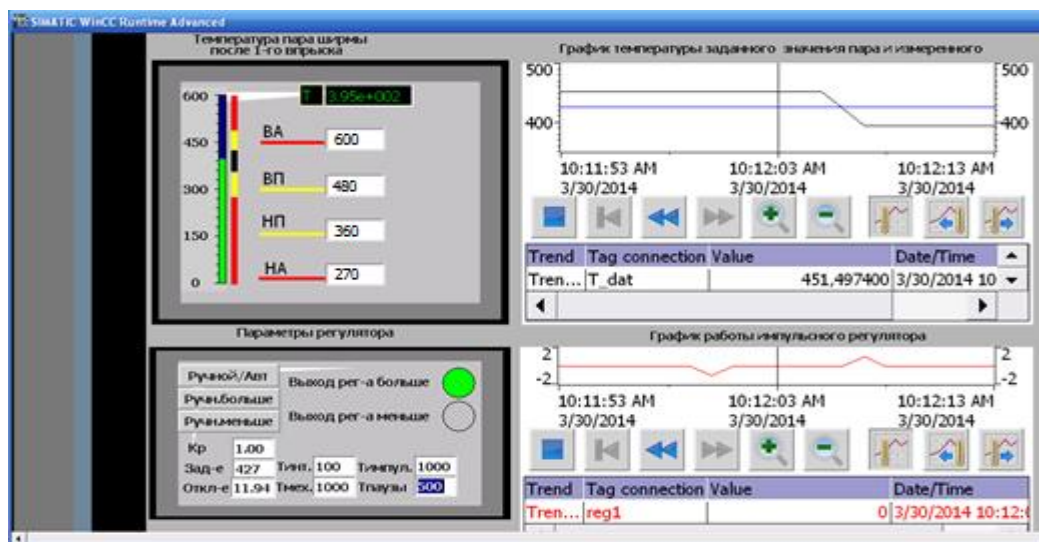 SIMATIC WinCC Runtime Advanced
Температура пара ширмы
после 1-го впрыска
T 3.95e+002
600
450
300
150
0
ВА 600
ВП 480
НП 360
НА 270
График температуры заданного значения пара и измеренного
500 500
400 400
10:11:53 AM 10:12:03 AM 10:12:13 AM
3/30/2014 3/30/2014 3/30/2014
Trend Tag connection Value Date/Time
Tren... T_dat 451,497400 3/30/2014 10
Параметры регулятора
Ручной/Авт
Ручн.больше
Ручн.меньше
Выход рег-а больше
Выход рег-а меньше
Кр 1.00
Зад-е 427 Тинт. 100 Тимпул. 1000
Откл-е 11.94 Тмех. 1000 Тпаузы 500
График работы импульсного регулятора
2 2
-2 -2
10:11:53 AM 10:12:03 AM 10:12:13 AM
3/30/2014 3/30/2014 3/30/2014
Trend Tag connection Value Date/Time
Tren... reg1 0 3/30/2014 10:12: